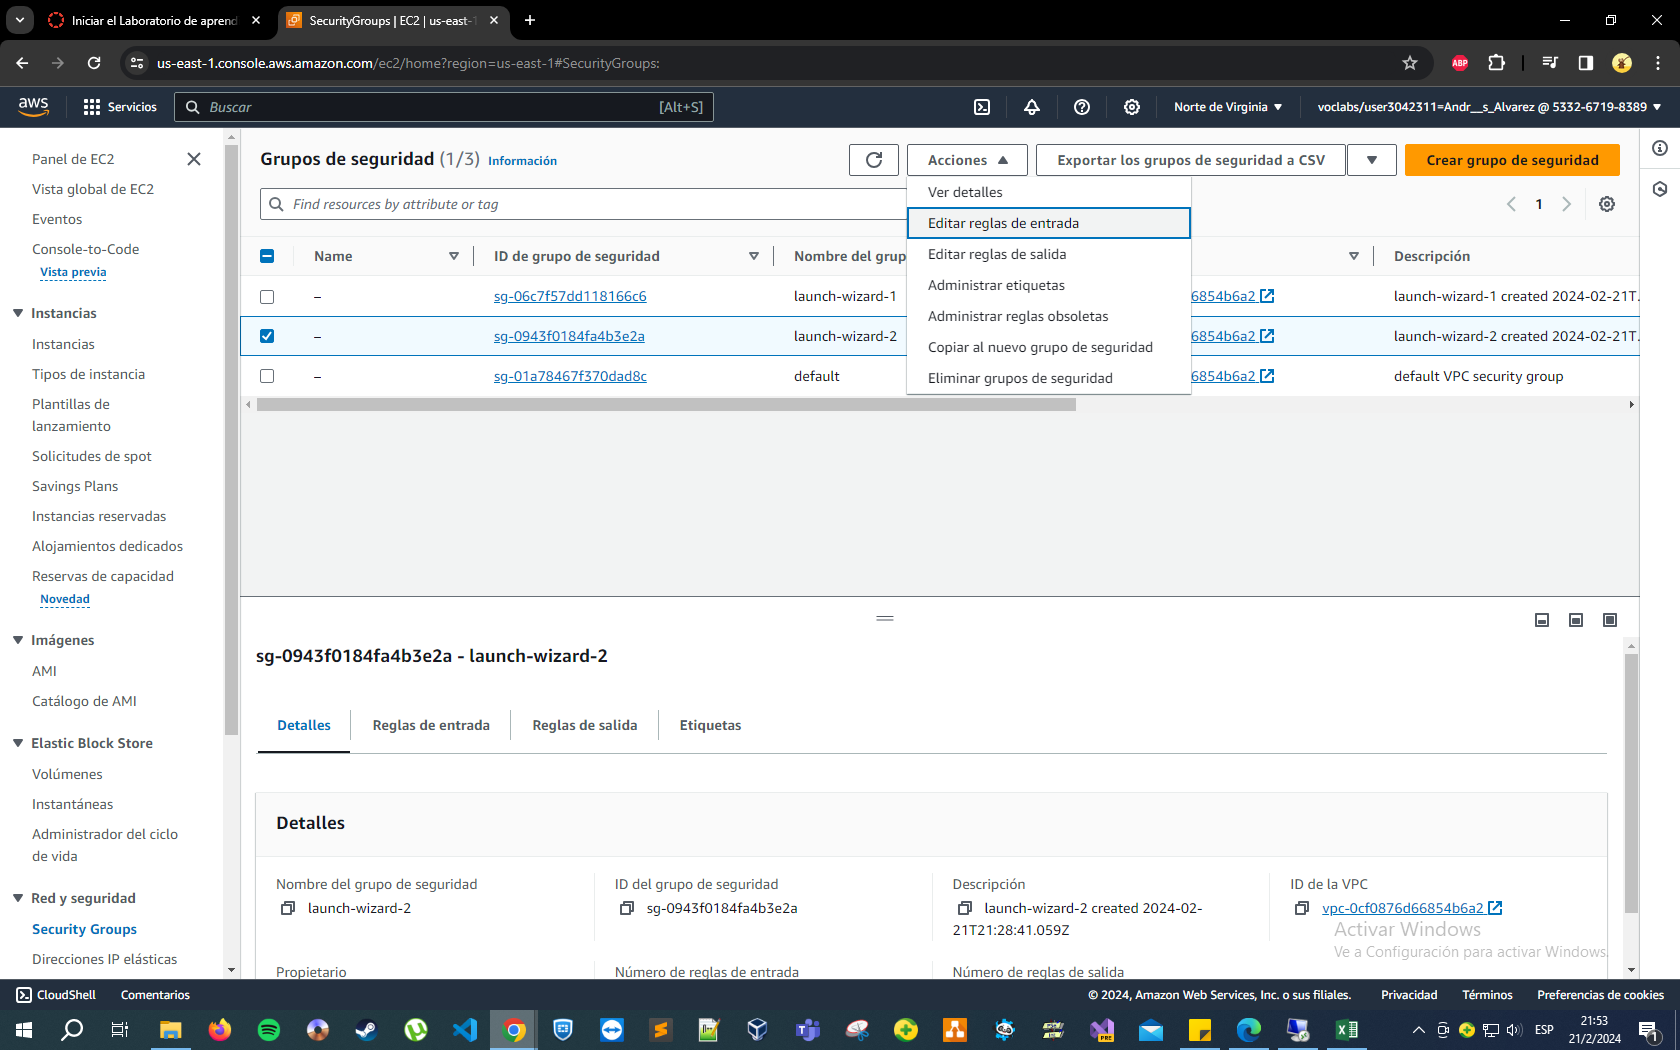 Iniciar el Laboratorio de aprend
SecurityGroups | EC2 | us-east-1
us-east-1.console.aws.amazon.com/ec2/home?region=us-east-1#SecurityGroups:
ABP
aws
Servicios
Buscar
[Alt+S]
Norte de Virginia
voclabs/user3042311=Andr__s_Alvarez @ 5332-6719-8389
Panel de EC2
Vista global de EC2
Eventos
Console-to-Code
Vista previa
Instancias
Instancias
Tipos de instancia
Plantillas de
lanzamiento
Solicitudes de spot
Savings Plans
Instancias reservadas
Alojamientos dedicados
Reservas de capacidad
Novedad
Imágenes
AMI
Catálogo de AMI
Elastic Block Store
Volúmenes
Instantáneas
Administrador del ciclo
de vida
Red y seguridad
Security Groups
Direcciones IP elásticas
Grupos de seguridad (1/3) Información
Acciones
Exportar los grupos de seguridad a CSV
Crear grupo de seguridad
Find resources by attribute or tag
1
Ver detalles
Editar reglas de entrada
Editar reglas de salida
Administrar etiquetas
Administrar reglas obsoletas
Copiar al nuevo grupo de seguridad
Eliminar grupos de seguridad
Name ID de grupo de seguridad Nombre del grup Descripción
– sg-06c7f57dd118166c6 launch-wizard-1 6854b6a2 launch-wizard-1 created 2024-02-21T.
– sg-0943f0184fa4b3e2a launch-wizard-2 6854b6a2 launch-wizard-2 created 2024-02-21T.
– sg-01a78467f370dad8c default 6854b6a2 default VPC security group
sg-0943f0184fa4b3e2a - launch-wizard-2
Detalles Reglas de entrada Reglas de salida Etiquetas
Detalles
Nombre del grupo de seguridad
launch-wizard-2
ID del grupo de seguridad
sg-0943f0184fa4b3e2a
Descripción
launch-wizard-2 created 2024-02-
21T21:28:41.059Z
ID de la VPC
vpc-0cf0876d66854b6a2
Propietario
Número de reglas de entrada
Número de reglas de salida
Activar Windows
Ve a Configuración para activar Windows.
CloudShell Comentarios
© 2024, Amazon Web Services, Inc. o sus filiales. Privacidad Términos Preferencias de cookies
PRE
ESP
21:53
21/2/2024
1